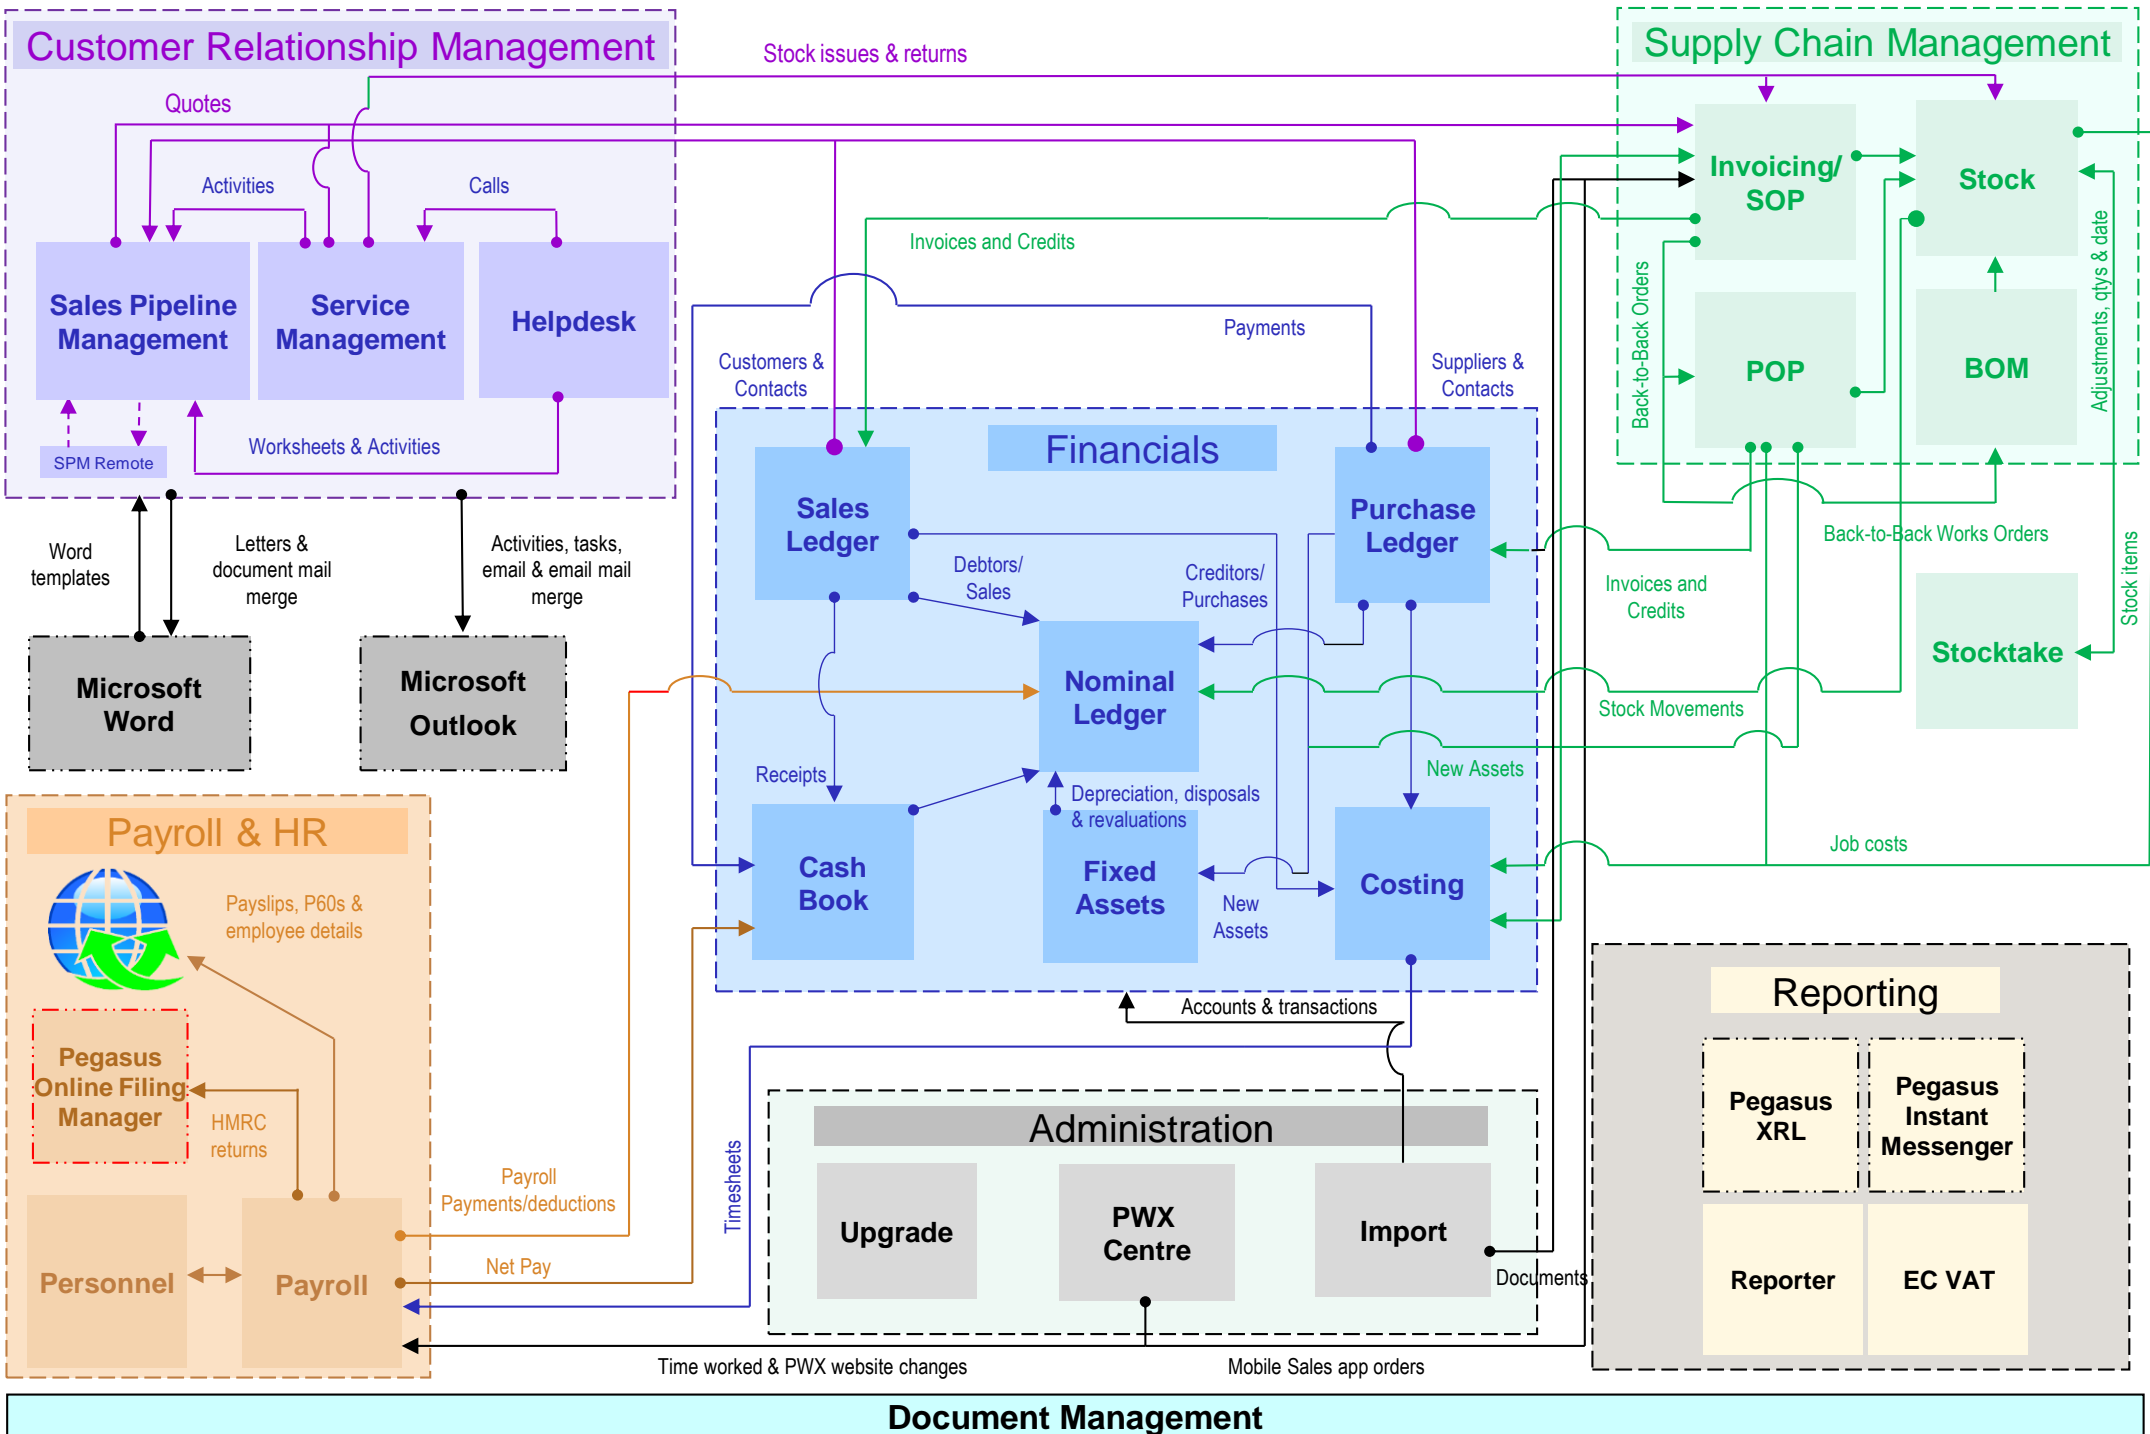 Customer Relationship Management
Stock issues & returns
Supply Chain Management
Quotes
Activities
Calls
Sales Pipeline
Management
Service
Management
Helpdesk
SPM Remote
Worksheets & Activities
Invoicing/
SOP
Stock
Invoices and Credits
Back-to-Back Orders
Adjustments, qtys & date
POP
BOM
Payments
Customers &
Contacts
Suppliers &
Contacts
Financials
Sales
Ledger
Purchase
Ledger
Word
templates
Letters &
document mail
merge
Activities, tasks,
email & email mail
merge
Debtors/
Sales
Creditors/
Purchases
Back-to-Back Works Orders
Invoices and
Credits
Stock items
Stocktake
Microsoft
Word
Microsoft
Outlook
Nominal
Ledger
Stock Movements
New Assets
Receipts
Depreciation, disposals
& revaluations
Job costs
Payroll & HR
Cash
Book
Fixed
Assets
New
Assets
Costing
Payslips, P60s &
employee details
Accounts & transactions
Reporting
Pegasus
Online Filing
Manager
HMRC
returns
Timesheets
Administration
Pegasus
XRL
Pegasus
Instant
Messenger
Payroll
Payments/deductions
Upgrade
PWX
Centre
Import
Net Pay
Documents
Personnel
Payroll
Reporter
EC VAT
Time worked & PWX website changes
Mobile Sales app orders
Document Management